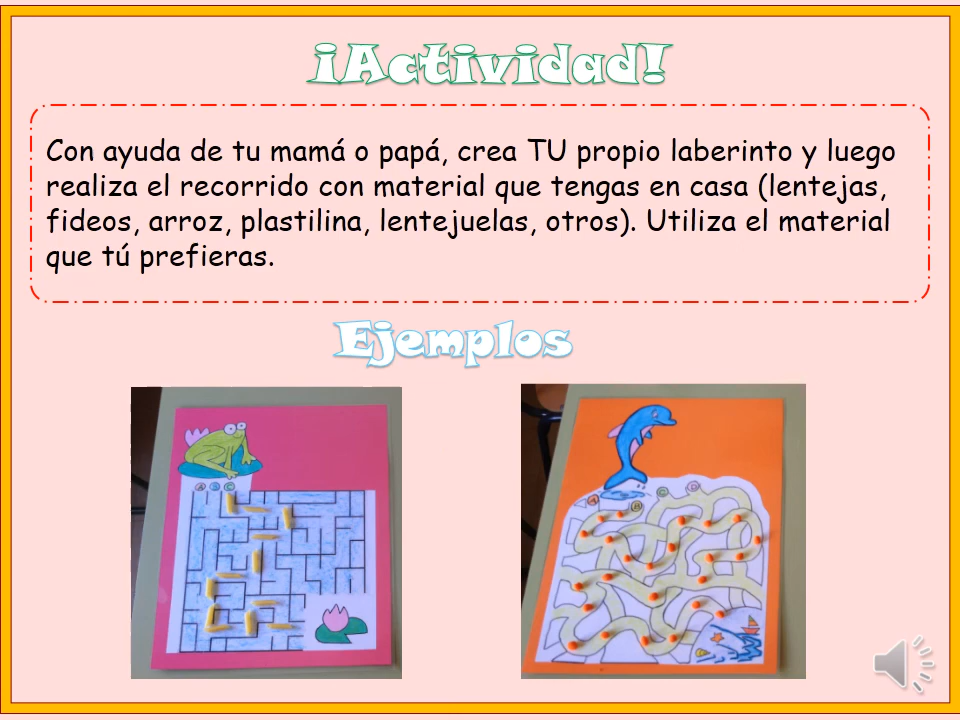 ¡Actividad!
Con ayuda de tu mamá o papá, crea TU propio laberinto y luego
realiza el recorrido con material que tengas en casa (lentejas,
fideos, arroz, plastilina, lentejuelas, otros). Utiliza el material
que tú prefieras.
Ejemplos
A B C
A B C D